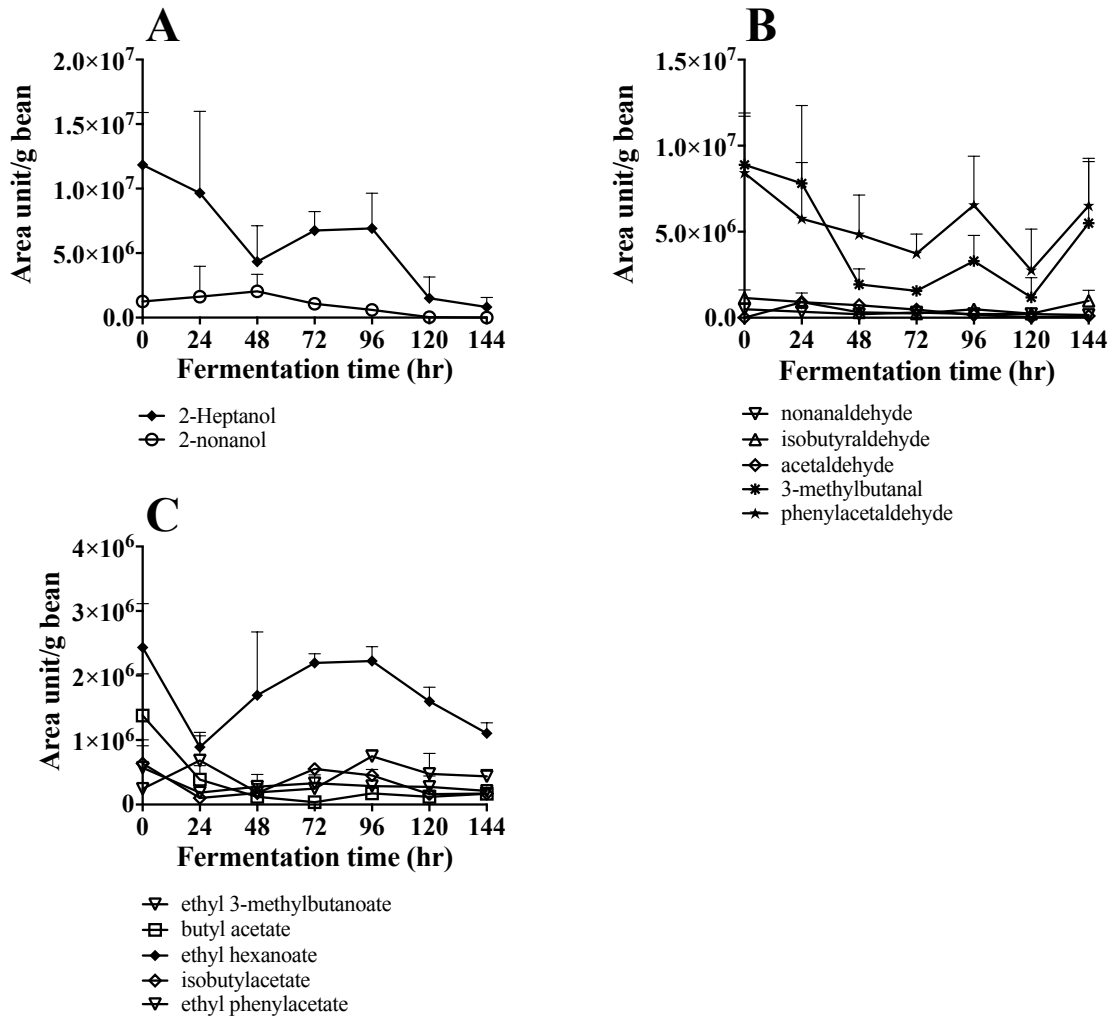 A
Area unit/g bean
2.0×10⁷
1.5×10⁷
1.0×10⁷
5.0×10⁶
0.0
0 24 48 72 96 120 144
Fermentation time (hr)
2-Heptanol
2-nonanol
B
Area unit/g bean
1.5×10⁷
1.0×10⁷
5.0×10⁶
0.0
0 24 48 72 96 120 144
Fermentation time (hr)
nonanaldehyde
isobutyraldehyde
acetaldehyde
3-methylbutanal
phenylacetaldehyde
C
Area unit/g bean
4×10⁶
3×10⁶
2×10⁶
1×10⁶
0
0 24 48 72 96 120 144
Fermentation time (hr)
ethyl 3-methylbutanoate
butyl acetate
ethyl hexanoate
isobutylacetate
ethyl phenylacetate